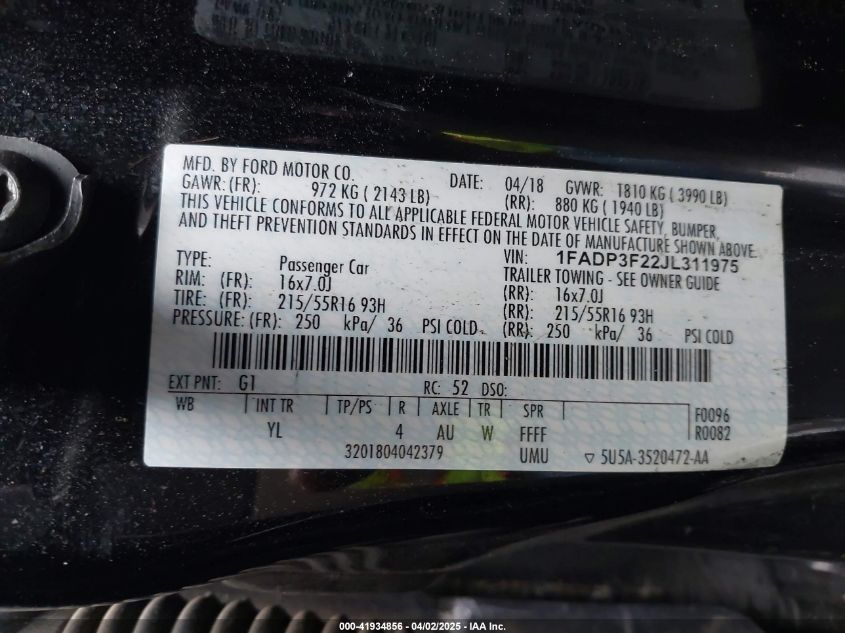 MFD. BY FORD MOTOR CO. DATE: 04/18 GVWR: 1810 KG ( 3990 LB)
GAWR: (FR): 972 KG ( 2143 LB) (RR): 880 KG ( 1940 LB)
THIS VEHICLE CONFORMS TO ALL APPLICABLE FEDERAL MOTOR VEHICLE SAFETY, BUMPER,
AND THEFT PREVENTION STANDARDS IN EFFECT ON THE DATE OF MANUFACTURE SHOWN ABOVE.
VIN: 1FADP3F22JL311975
TYPE: Passenger Car TRAILER TOWING - SEE OWNER GUIDE
RIM: (FR): 16x7.0J (RR): 16x7.0J
TIRE: (FR): 215/55R16 93H (RR): 215/55R16 93H
PRESSURE: (FR): 250 kPa/ 36 PSI COLD (RR): 250 kPa/ 36 PSI COLD
EXT PNT: G1 RC: 52 DSO:
WB INT TR TP/PS R AXLE TR SPR F0096
YL 4 AU W FFFF R0082
3201804042379 UMU ▽ 5U5A-3520472-AA
000-41934856 - 04/02/2025 - IAA Inc.